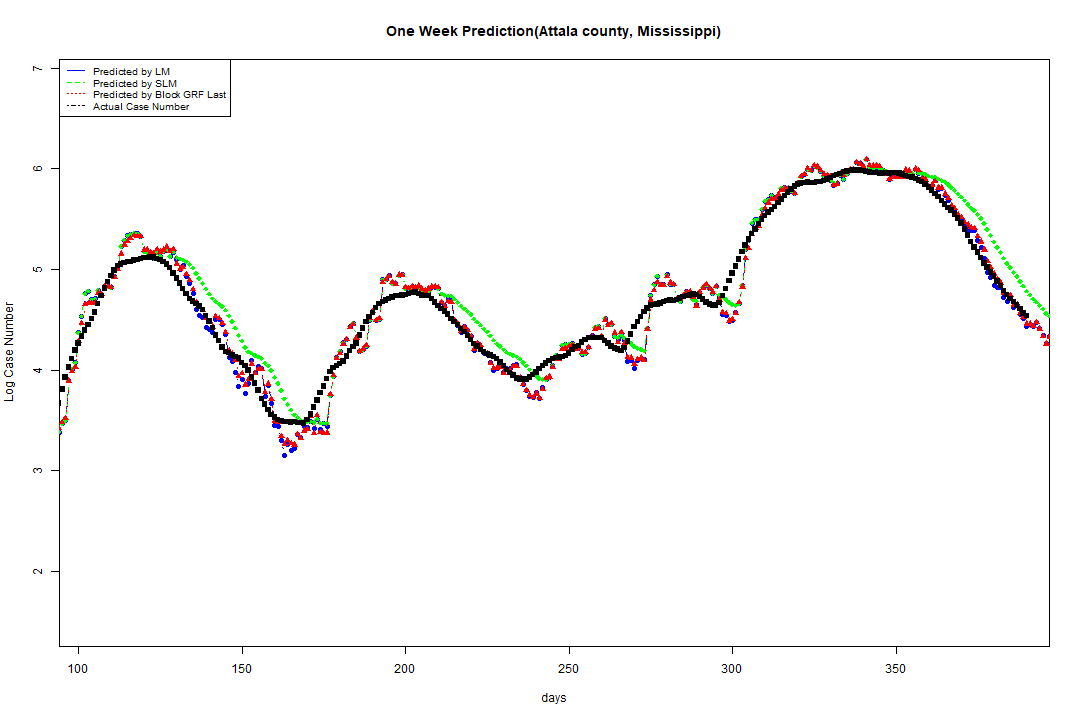 One Week Prediction(Attala county, Mississippi)
Predicted by LM
Predicted by SLM
Predicted by Block GRF Last
Actual Case Number
Log Case Number
7
6
5
4
3
2
100 150 200 250 300 350
days